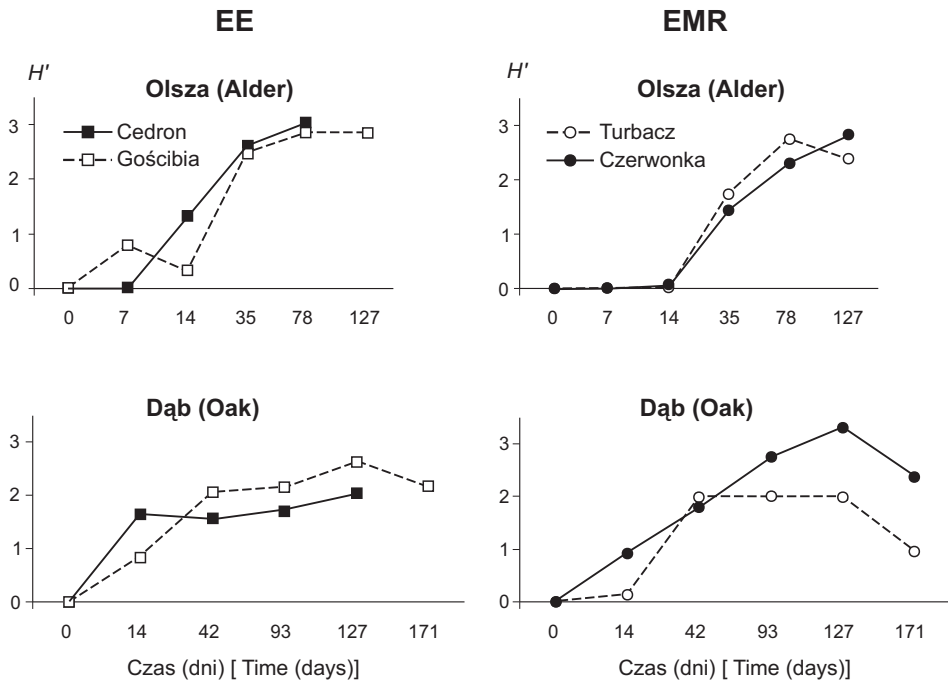 EE
EMR
H'
Olsza (Alder)
3
2
1
0
Cedron
Gościbia
0 7 14 35 78 127
H'
Olsza (Alder)
3
2
1
0
Turbacz
Czerwonka
0 7 14 35 78 127
Dąb (Oak)
3
2
1
0
0 14 42 93 127 171
Czas (dni) [ Time (days)]
Dąb (Oak)
3
2
1
0
0 14 42 93 127 171
Czas (dni) [ Time (days)]